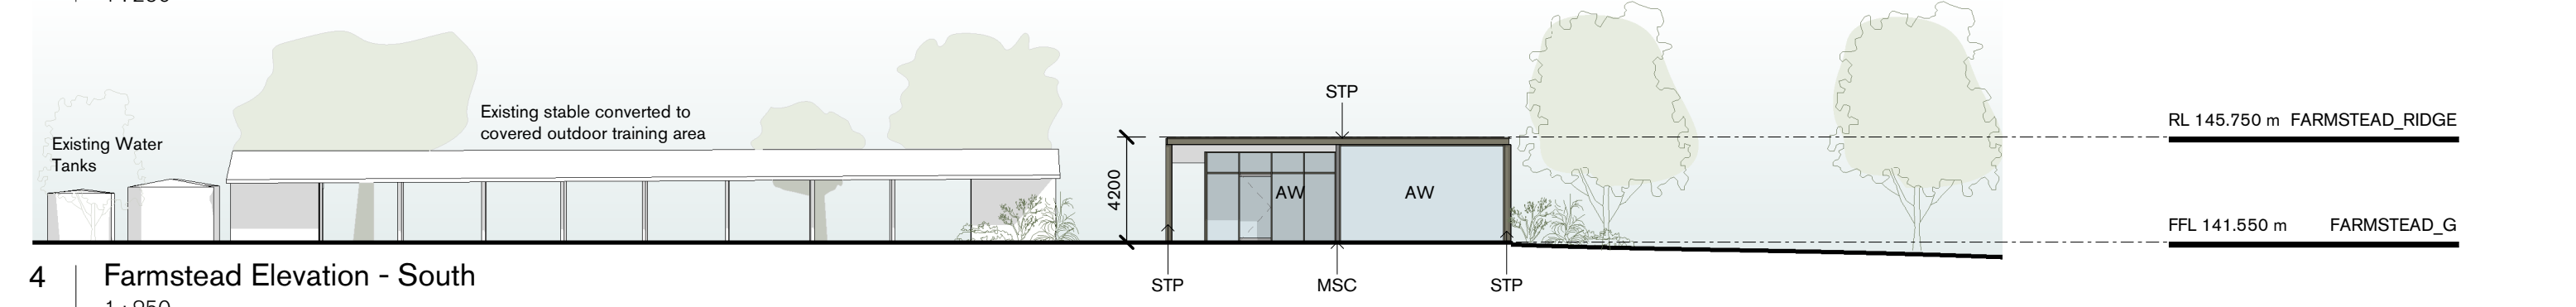 STP
Existing stable converted to
covered outdoor training area
RL 145.750 m FARMSTEAD_RIDGE
Existing Water
Tanks
4200
AW
AW
FFL 141.550 m FARMSTEAD_G
4
Farmstead Elevation - South
STP
MSC
STP